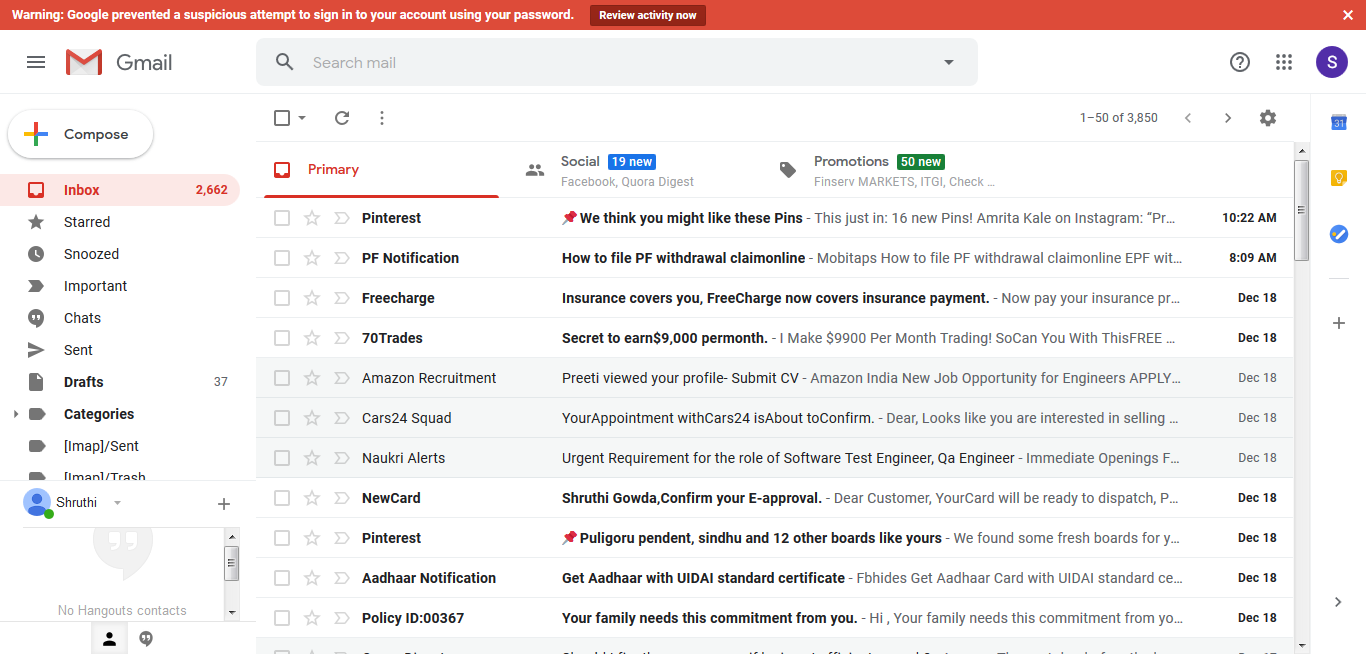 Warning: Google prevented a suspicious attempt to sign in to your account using your password. Review activity now
Gmail
Search mail
S
Compose
1–50 of 3,850
31
Primary
Social 19 new
Facebook, Quora Digest
Promotions 50 new
Finserv MARKETS, ITGI, Check ...
Inbox 2,662
Starred
Snoozed
Important
Chats
Sent
Drafts 37
Categories
[Imap]/Sent
[Imap]/Trash
Shruthi
No Hangouts contacts
Pinterest We think you might like these Pins - This just in: 16 new Pins! Amrita Kale on Instagram: “Pr... 10:22 AM
PF Notification How to file PF withdrawal claimonline - Mobitaps How to file PF withdrawal claimonline EPF wit... 8:09 AM
Freecharge Insurance covers you, FreeCharge now covers insurance payment. - Now pay your insurance pr... Dec 18
70Trades Secret to earn$9,000 permonth. - I Make $9900 Per Month Trading! SoCan You With ThisFREE ... Dec 18
Amazon Recruitment Preeti viewed your profile- Submit CV - Amazon India New Job Opportunity for Engineers APPLY... Dec 18
Cars24 Squad YourAppointment withCars24 isAbout toConfirm. - Dear, Looks like you are interested in selling ... Dec 18
Naukri Alerts Urgent Requirement for the role of Software Test Engineer, Qa Engineer - Immediate Openings F... Dec 18
NewCard Shruthi Gowda,Confirm your E-approval. - Dear Customer, YourCard will be ready to dispatch, P... Dec 18
Pinterest Puligoru pendent, sindhu and 12 other boards like yours - We found some fresh boards for y... Dec 18
Aadhaar Notification Get Aadhaar with UIDAI standard certificate - Fbhides Get Aadhaar Card with UIDAI standard ce... Dec 18
Policy ID:00367 Your family needs this commitment from you. - Hi , Your family needs this commitment from yo... Dec 18